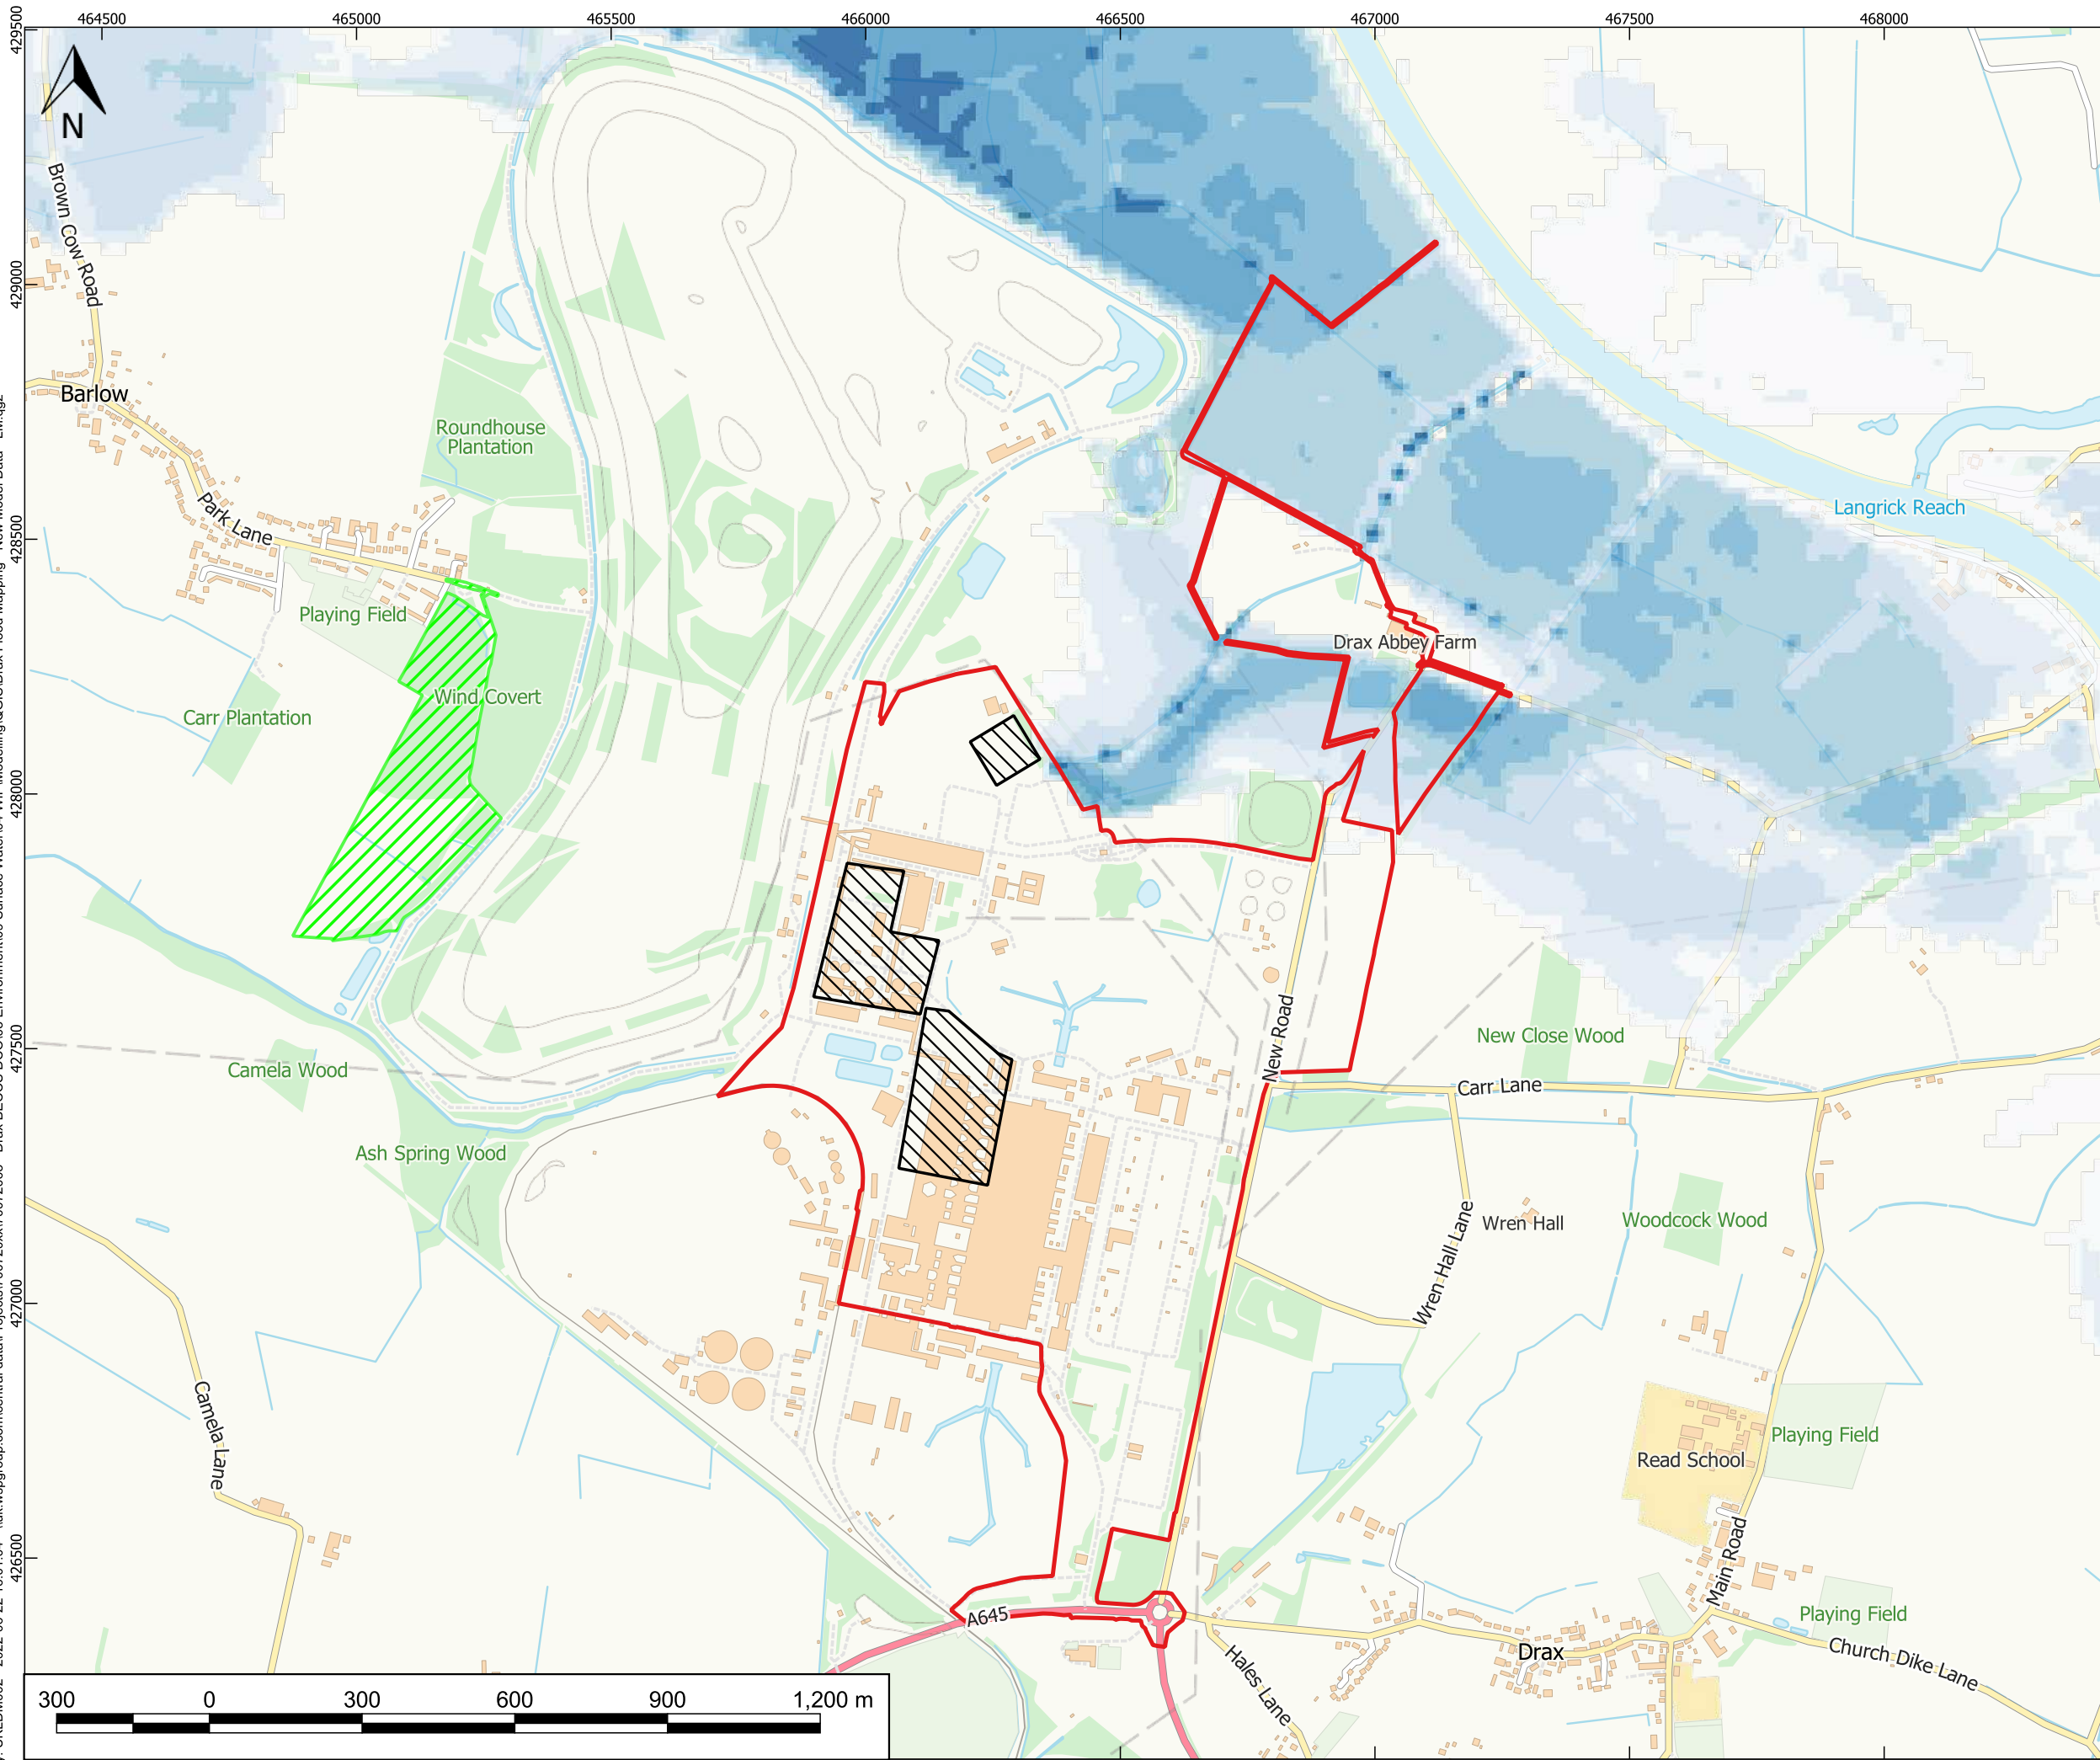 464500 465000 465500 466000 466500 467000 467500 468000
429500
N
Brown Cow Road
429000
Barlow
Roundhouse
Plantation
Park Lane
Langrick Reach
428500
Playing Field
Drax Abbey Farm
Wind Covert
Carr Plantation
428000
New Road
New Close Wood
427500
Camela Wood
Carr Lane
Ash Spring Wood
Wren Hall Lane
Wren Hall
Woodcock Wood
427000
Camela Lane
Playing Field
Read School
Main Road
426500
A645
Playing Field
Drax
Church Dike Lane
Hales Lane
300 0 300 600 900 1,200 m